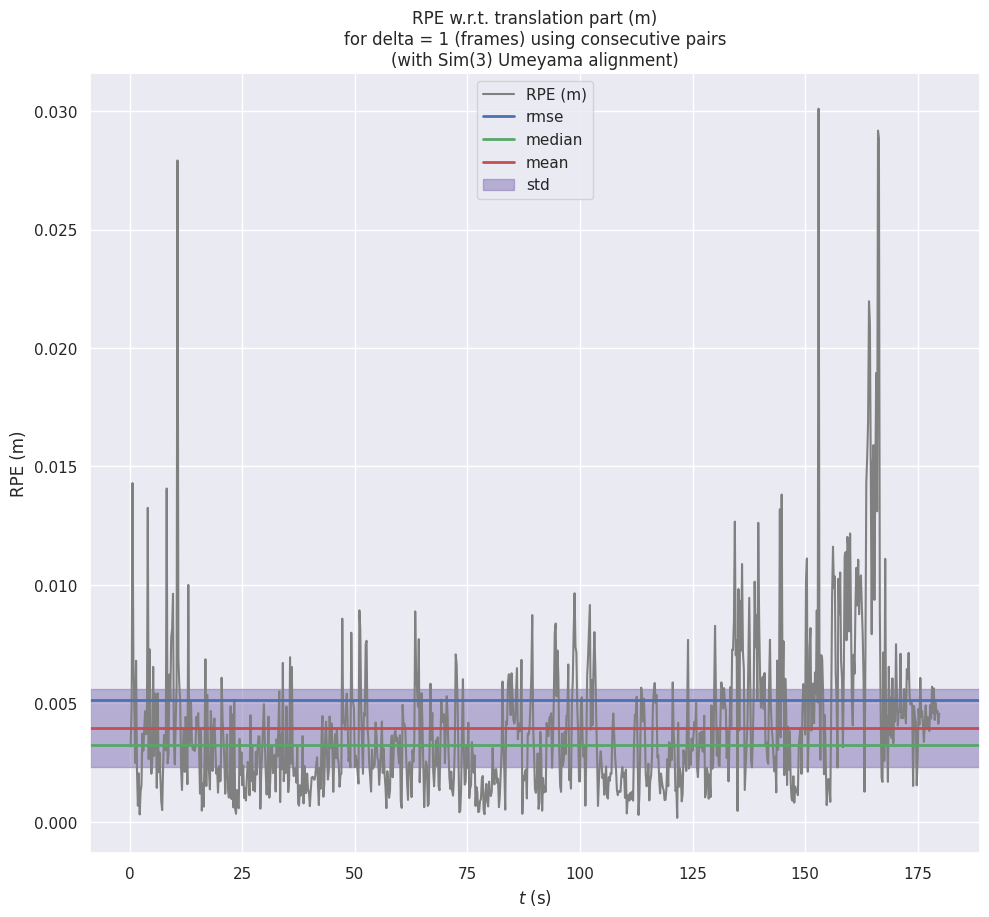 RPE w.r.t. translation part (m)
for delta = 1 (frames) using consecutive pairs
(with Sim(3) Umeyama alignment)
RPE (m)
rmse
median
mean
std
RPE (m)
0.030
0.025
0.020
0.015
0.010
0.005
0.000
0 25 50 75 100 125 150 175
t (s)